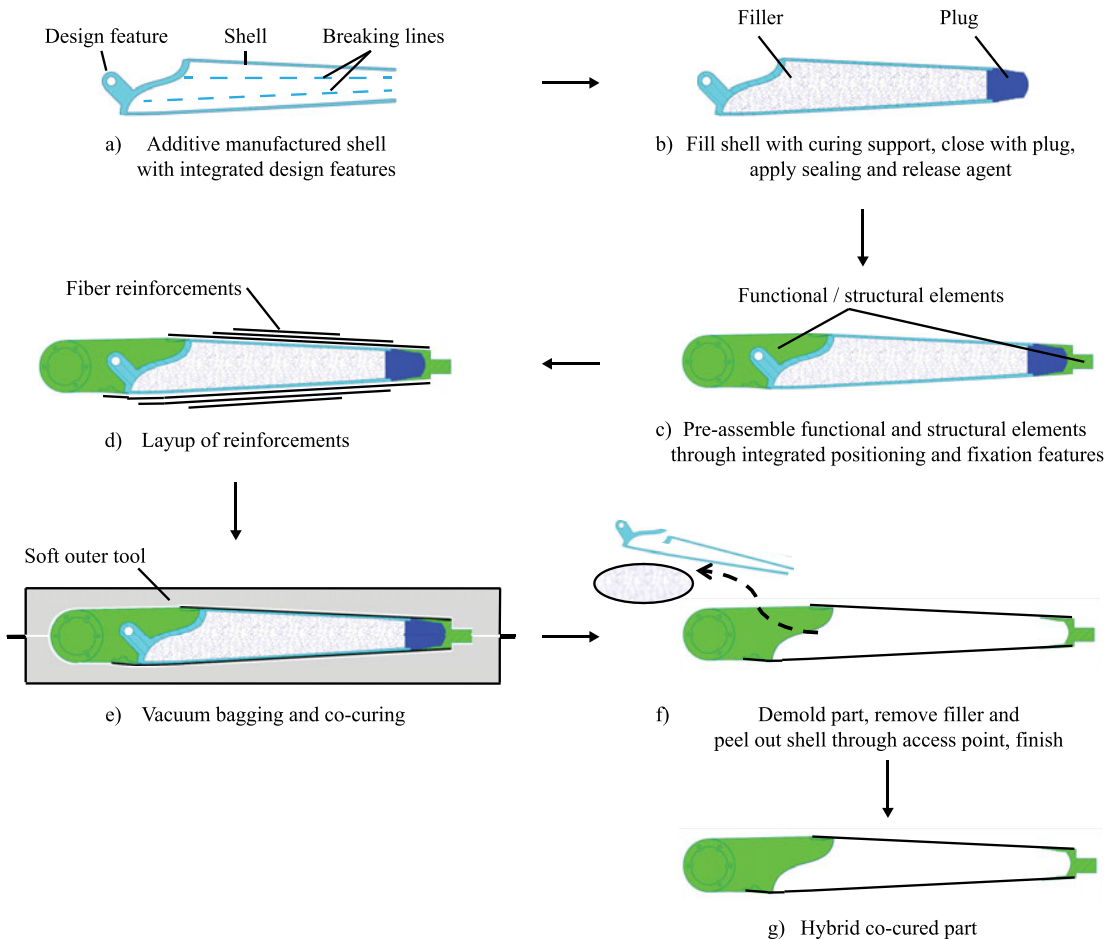 Design feature
Shell
Breaking lines
a) Additive manufactured shell
with integrated design features
Filler
Plug
b) Fill shell with curing support, close with plug,
apply sealing and release agent
Functional / structural elements
c) Pre-assemble functional and structural elements
through integrated positioning and fixation features
Fiber reinforcements
d) Layup of reinforcements
Soft outer tool
e) Vacuum bagging and co-curing
f) Demold part, remove filler and
peel out shell through access point, finish
g) Hybrid co-cured part